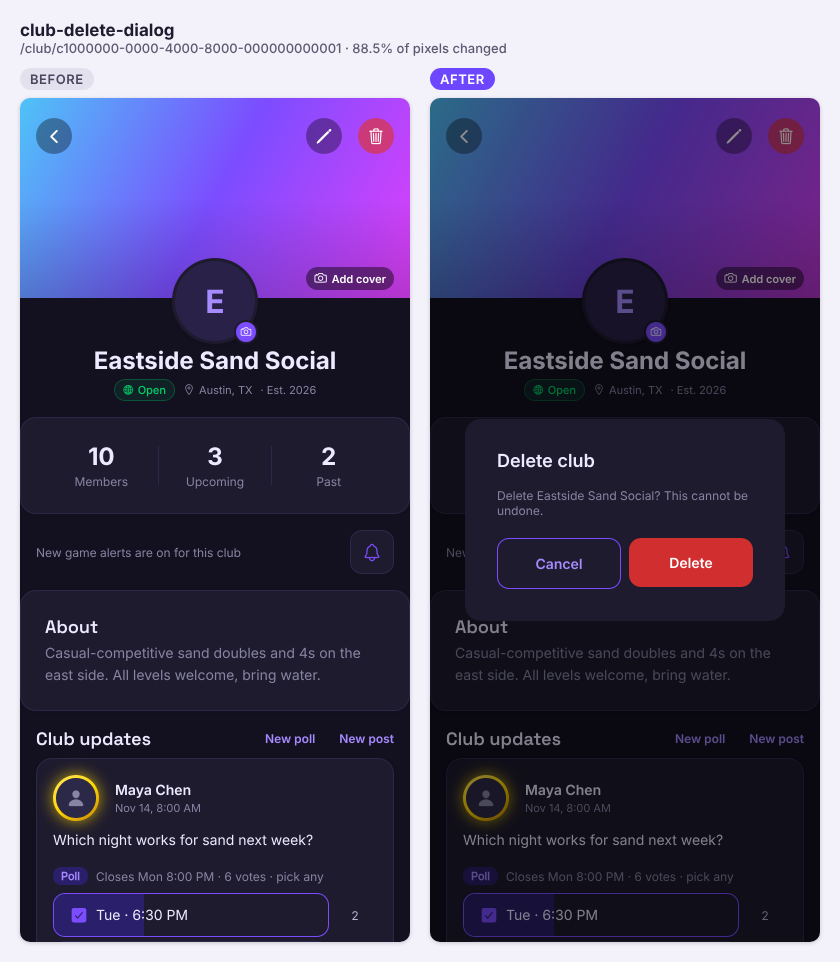 club-delete-dialog
/club/c1000000-0000-4000-8000-000000000001 · 88.5% of pixels changed
BEFORE
Add cover
E
Eastside Sand Social
Open Austin, TX · Est. 2026
10 3 2
Members Upcoming Past
New game alerts are on for this club
About
Casual-competitive sand doubles and 4s on the
east side. All levels welcome, bring water.
Club updates New poll New post
Maya Chen
Nov 14, 8:00 AM
Which night works for sand next week?
Poll Closes Mon 8:00 PM · 6 votes · pick any
Tue · 6:30 PM 2
AFTER
Add cover
E
Eastside Sand Social
Open Austin, TX · Est. 2026
Delete club
Delete Eastside Sand Social? This cannot be
undone.
Cancel Delete
About
Casual-competitive sand doubles and 4s on the
east side. All levels welcome, bring water.
Club updates New poll New post
Maya Chen
Nov 14, 8:00 AM
Which night works for sand next week?
Poll Closes Mon 8:00 PM · 6 votes · pick any
Tue · 6:30 PM 2